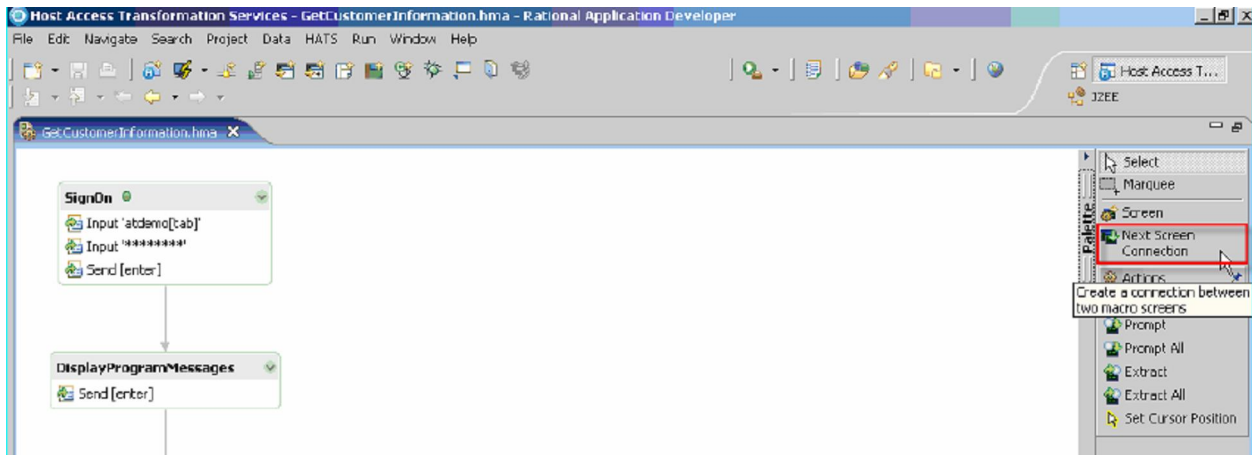 Host Access Transformation Services - GetCustomerInformation.hma - Rational Application Developer
File Edit Navigate Search Project Data HATS Run Window Help
Host Access T...
J2EE
GetCustomerInformation.hma
Select
Marquee
SignOn
Input 'atdemo[tab]'
Input '********'
Send [enter]
Palette
Screen
Next Screen
Connection
Actions
Create a connection between
two macro screens
Prompt
Prompt All
Extract
Extract All
Set Cursor Position
DisplayProgramMessages
Send [enter]